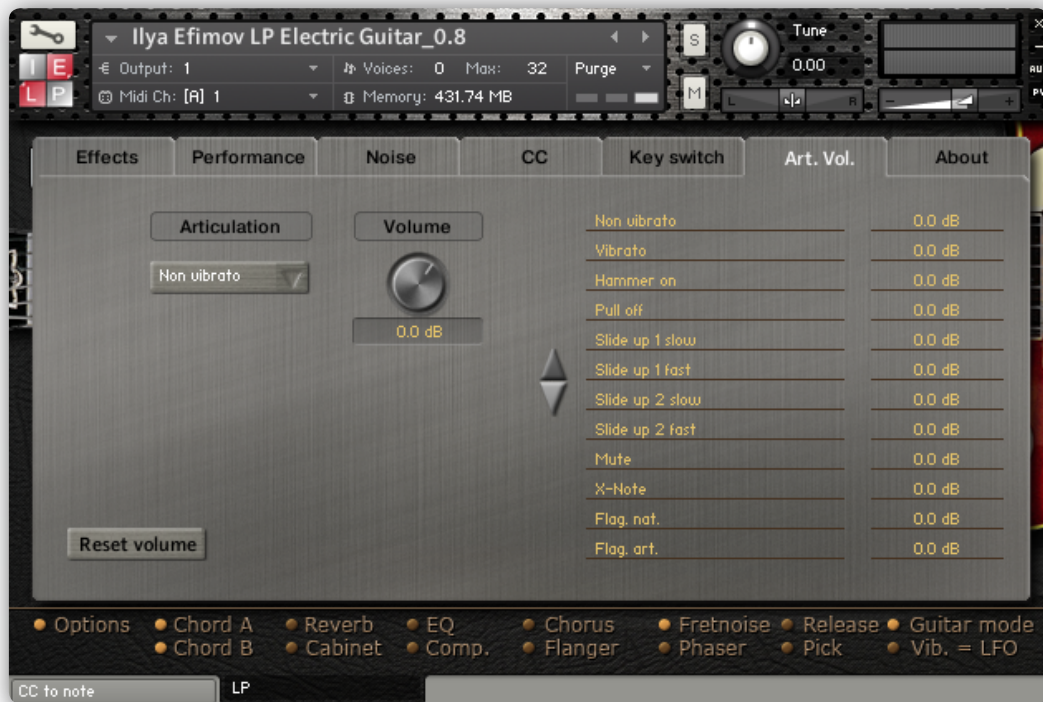 Ilya Efimov LP Electric Guitar_0.8
S
Tune
I E,
Output: 1
Voices: 0 Max: 32
Purge
0.00
AU
'L P
Midi Ch: [A] 1
Memory: 431.74 MB
M
L
R
- +
PV
Effects
Performance
Noise
CC
Key switch
Art. Vol.
About
Articulation
Volume
Non vibrato
0.0 dB
Reset volume
Non vibrato 0.0 dB
Vibrato 0.0 dB
Hammer on 0.0 dB
Pull off 0.0 dB
Slide up 1 slow 0.0 dB
Slide up 1 fast 0.0 dB
Slide up 2 slow 0.0 dB
Slide up 2 fast 0.0 dB
Mute 0.0 dB
X-Note 0.0 dB
Flag. nat. 0.0 dB
Flag. art. 0.0 dB
Options Chord A Reverb EQ Chorus Fretnoise Release Guitar mode
Chord B Cabinet Comp. Flanger Phaser Pick Vib. = LFO
CC to note
LP